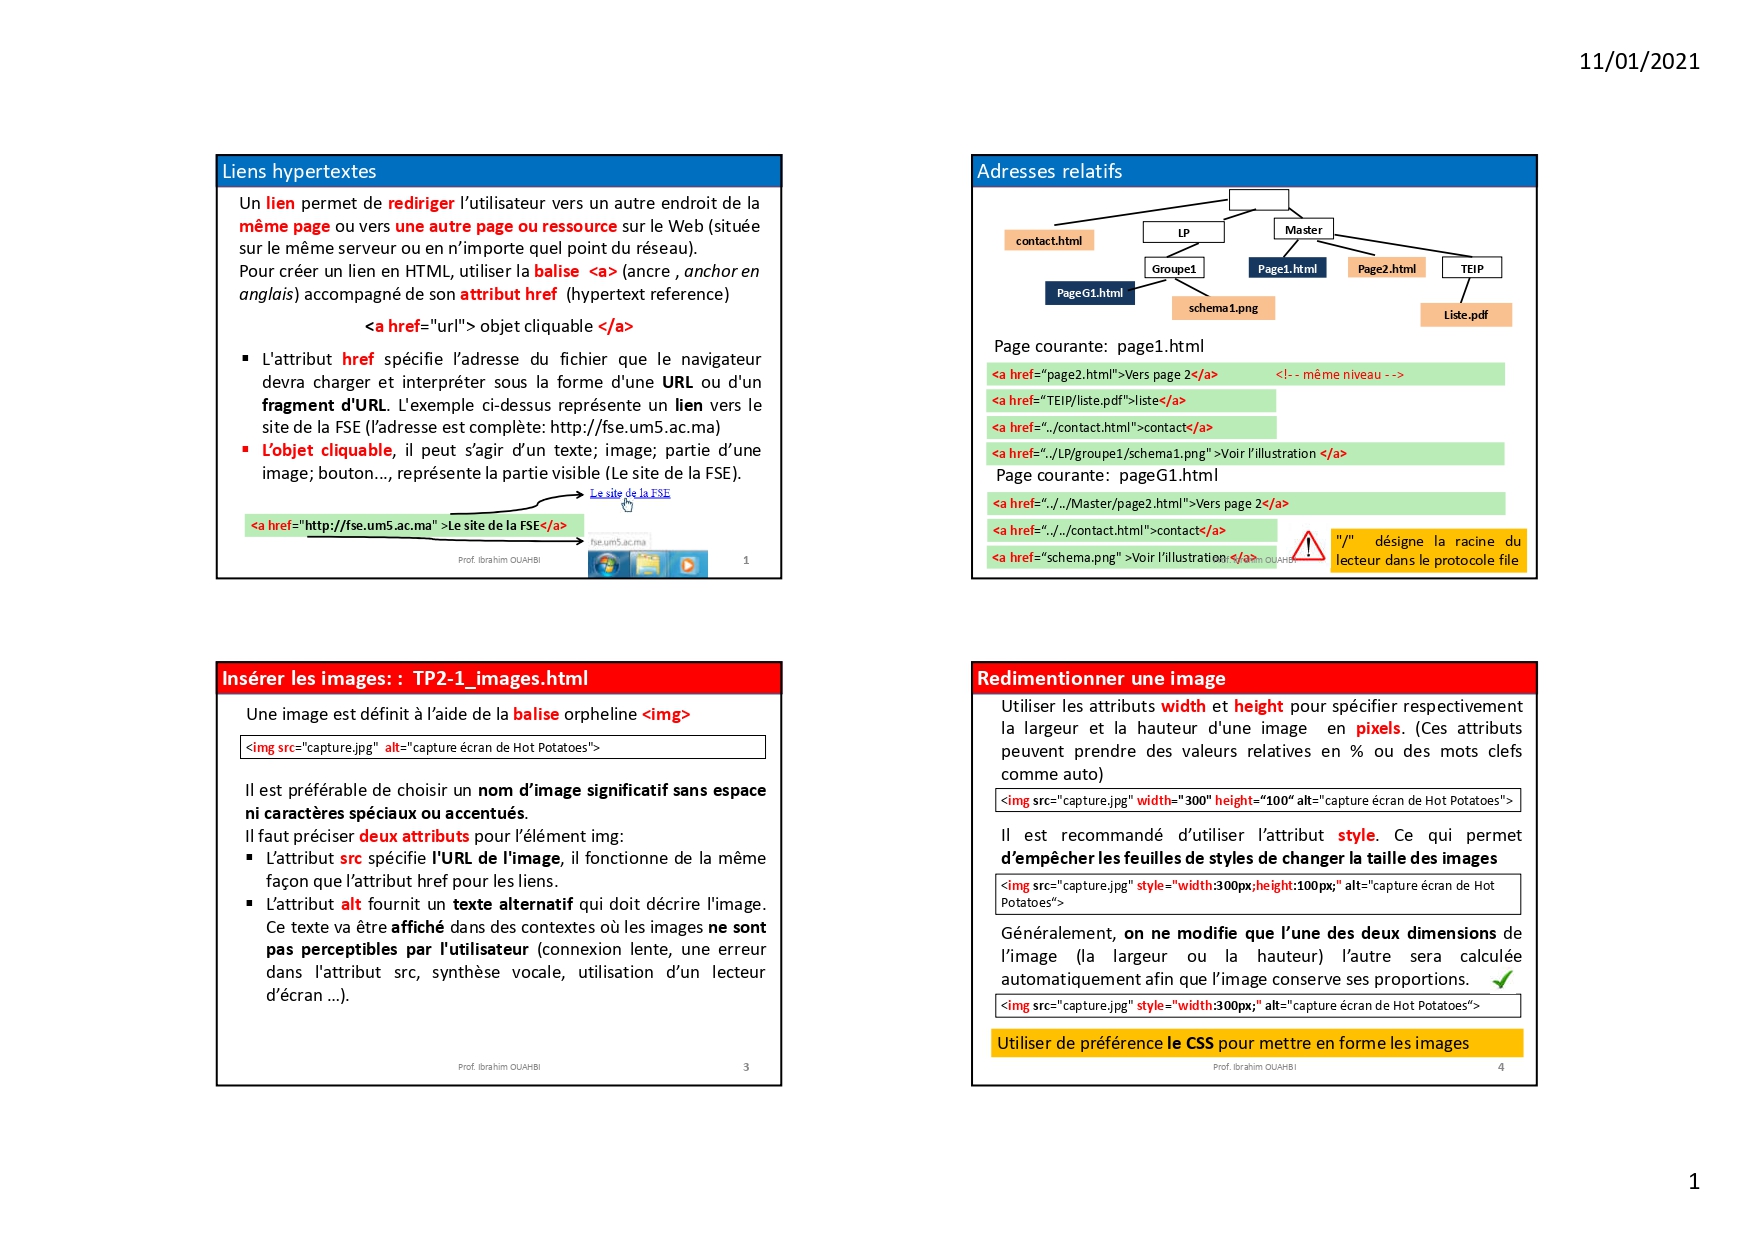 11/01/2021
Liens hypertextes
Un lien permet de rediriger l’utilisateur vers un autre endroit de la
même page ou vers une autre page ou ressource sur le Web (située
sur le même serveur ou en n’importe quel point du réseau).
Pour créer un lien en HTML, utiliser la balise <a> (ancre , anchor en
anglais) accompagné de son attribut href (hypertext reference)
<a href="url"> objet cliquable </a>
▪ L'attribut href spécifie l’adresse du fichier que le navigateur
devra charger et interpréter sous la forme d'une URL ou d'un
fragment d'URL. L'exemple ci-dessus représente un lien vers le
site de la FSE (l’adresse est complète: http://fse.um5.ac.ma)
▪ L’objet cliquable, il peut s’agir d’un texte; image; partie d’une
image; bouton..., représente la partie visible (Le site de la FSE).
Le site de la FSE
<a href="http://fse.um5.ac.ma" >Le site de la FSE</a>
fse.um5.ac.ma
Prof. Ibrahim OUAHBI
1
Adresses relatifs
contact.html
LP
Master
Groupe1
Page1.html
Page2.html
TEIP
PageG1.html
schema1.png
Liste.pdf
Page courante: page1.html
<a href=“page2.html">Vers page 2</a> <!- - même niveau - ->
<a href=“TEIP/liste.pdf">liste</a>
<a href=“../contact.html">contact</a>
<a href=“../LP/groupe1/schema1.png" >Voir l’illustration </a>
Page courante: pageG1.html
<a href=“../../Master/page2.html">Vers page 2</a>
<a href=“../../contact.html">contact</a>
<a href=“schema.png" >Voir l’illustration </a>
Prof. Ibrahim OUAHBI
"/" désigne la racine du
lecteur dans le protocole file
Insérer les images: : TP2-1_images.html
Une image est définit à l’aide de la balise orpheline <img>
<img src="capture.jpg" alt="capture écran de Hot Potatoes">
Il est préférable de choisir un nom d’image significatif sans espace
ni caractères spéciaux ou accentués.
Il faut préciser deux attributs pour l’élément img:
▪ L’attribut src spécifie l'URL de l'image, il fonctionne de la même
façon que l’attribut href pour les liens.
▪ L’attribut alt fournit un texte alternatif qui doit décrire l'image.
Ce texte va être affiché dans des contextes où les images ne sont
pas perceptibles par l'utilisateur (connexion lente, une erreur
dans l'attribut src, synthèse vocale, utilisation d’un lecteur
d’écran …).
Prof. Ibrahim OUAHBI
3
Redimentionner une image
Utiliser les attributs width et height pour spécifier respectivement
la largeur et la hauteur d'une image en pixels. (Ces attributs
peuvent prendre des valeurs relatives en % ou des mots clefs
comme auto)
<img src="capture.jpg" width="300" height=“100“ alt="capture écran de Hot Potatoes">
Il est recommandé d’utiliser l’attribut style. Ce qui permet
d’empêcher les feuilles de styles de changer la taille des images
<img src="capture.jpg" style="width:300px;height:100px;" alt="capture écran de Hot
Potatoes“>
Généralement, on ne modifie que l’une des deux dimensions de
l’image (la largeur ou la hauteur) l’autre sera calculée
automatiquement afin que l’image conserve ses proportions.
<img src="capture.jpg" style="width:300px;" alt="capture écran de Hot Potatoes“>
Utiliser de préférence le CSS pour mettre en forme les images
Prof. Ibrahim OUAHBI
4
1